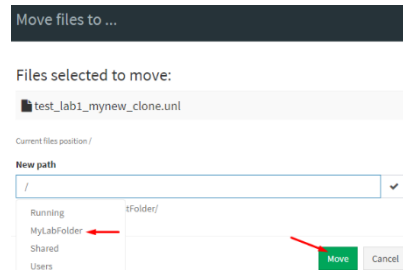 Move files to ...
Files selected to move:
test_lab1_mynew_clone.unl
Current files position /
New path
/
Running
tFolder/
MyLabFolder
Shared
Users
Move
Cancel